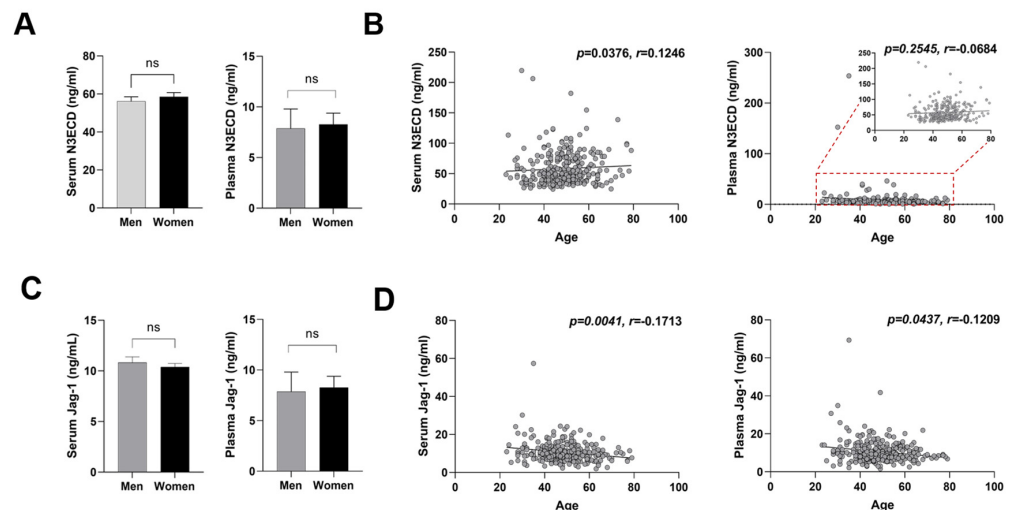 A
B
Serum N3ECD (ng/ml)
80
60
40
20
0
ns
Men Women
Plasma N3ECD (ng/ml)
15
10
5
0
ns
Men Women
Serum N3ECD (ng/ml)
250
200
150
100
50
0
p=0.0376, r=0.1246
0 20 40 60 80 100
Age
Plasma N3ECD (ng/ml)
300
200
100
0
p=0.2545, r=-0.0684
250
200
150
100
50
0
0 20 40 60 80
0 20 40 60 80 100
Age
C
D
Serum Jag-1 (ng/mL)
15
10
5
0
ns
Men Women
Plasma Jag-1 (ng/ml)
15
10
5
0
ns
Men Women
Serum Jag-1 (ng/ml)
80
60
40
20
0
p=0.0041, r=-0.1713
0 20 40 60 80 100
Age
Plasma Jag-1 (ng/ml)
80
60
40
20
0
p=0.0437, r=-0.1209
0 20 40 60 80 100
Age